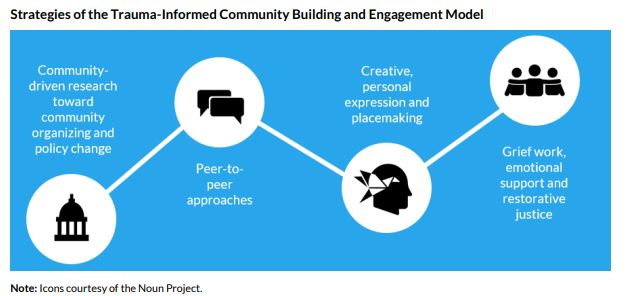 Strategies of the Trauma-Informed Community Building and Engagement Model
Community-
driven research
toward
community
organizing and
policy change
Peer-to-
peer
approaches
Creative,
personal
expression and
placemaking
Grief work,
emotional
support and
restorative
justice
Note: Icons courtesy of the Noun Project.